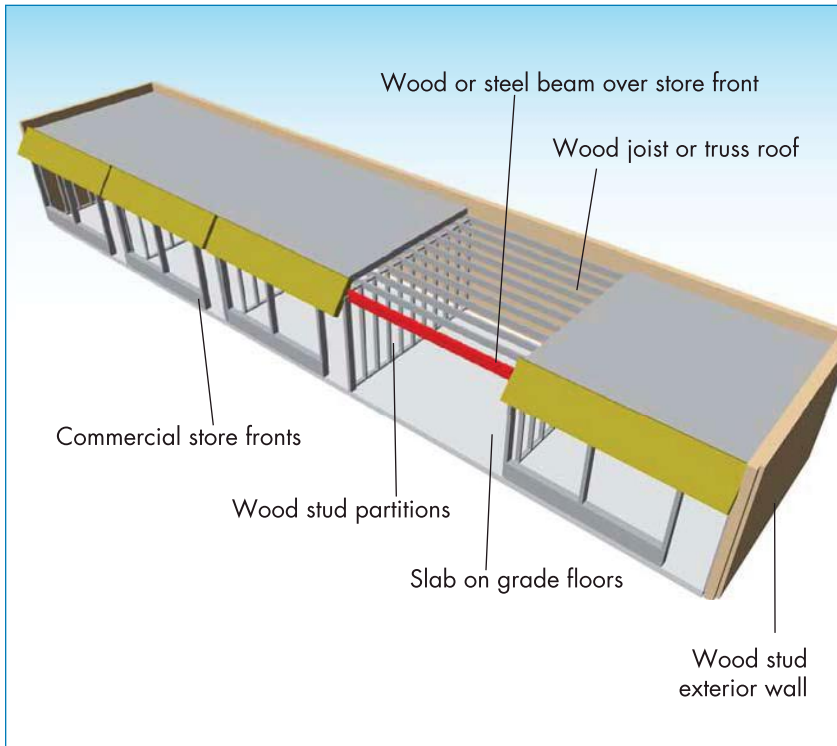 Wood or steel beam over store front
Wood joist or truss roof
Commercial store fronts
Wood stud partitions
Slab on grade floors
Wood stud
exterior wall